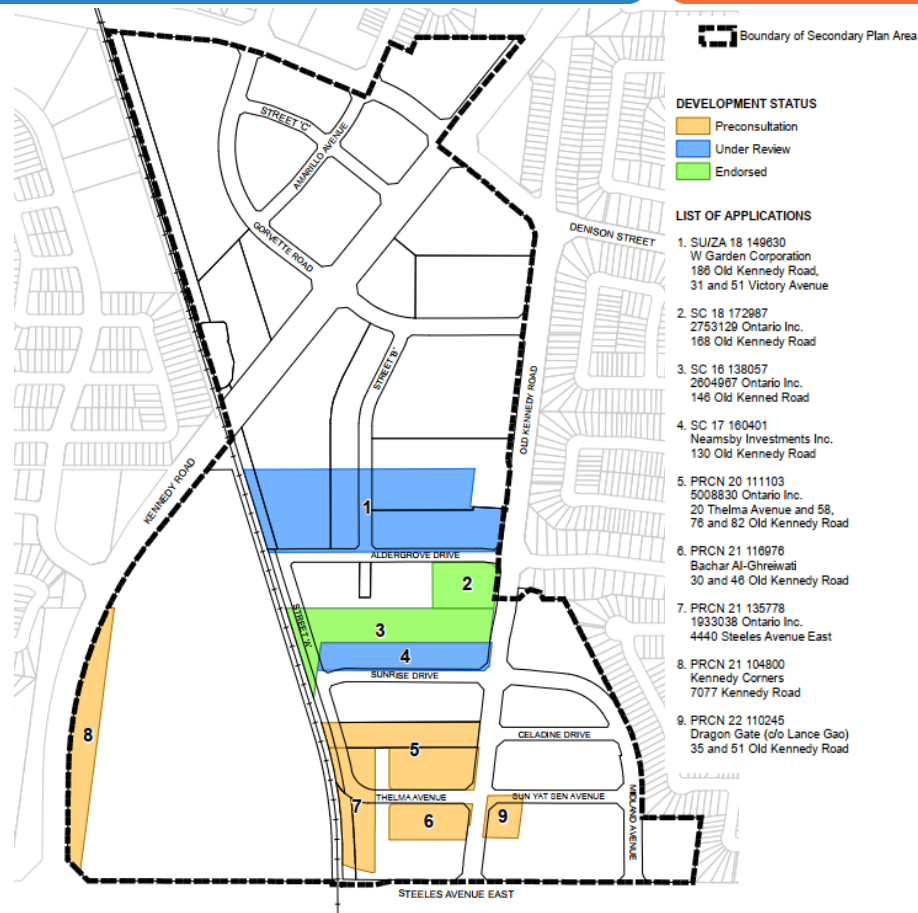 Boundary of Secondary Plan Area
DEVELOPMENT STATUS
Preconsultation
Under Review
Endorsed
LIST OF APPLICATIONS
1. SU/ZA 18 149630
W Garden Corporation
186 Old Kennedy Road,
31 and 51 Victory Avenue
2. SC 18 172987
2753129 Ontario Inc.
168 Old Kennedy Road
3. SC 16 138057
2604967 Ontario Inc.
146 Old Kenned Road
4. SC 17 160401
Neamsby Investments Inc.
130 Old Kennedy Road
5. PRCN 20 111103
5008830 Ontario Inc.
20 Thelma Avenue and 58,
76 and 82 Old Kennedy Road
6. PRCN 21 116976
Bachar Al-Ghreiwati
30 and 46 Old Kennedy Road
7. PRCN 21 135778
1933038 Ontario Inc.
4440 Steeles Avenue East
8. PRCN 21 104800
Kennedy Corners
7077 Kennedy Road
9. PRCN 22 110245
Dragon Gate (c/o Lance Gao)
35 and 51 Old Kennedy Road
STREET 'C'
AMARILLO AVENUE
GORVETTE ROAD
DENISON STREET
STREET 'B'
OLD KENNEDY ROAD
KENNEDY ROAD
1
ALDERGROVE DRIVE
2
STREET 'A'
3
4
SUNRISE DRIVE
8
5
CELADINE DRIVE
THELMA AVENUE
SUN YAT SEN AVENUE
MIDLAND AVENUE
7
6
9
STEELES AVENUE EAST